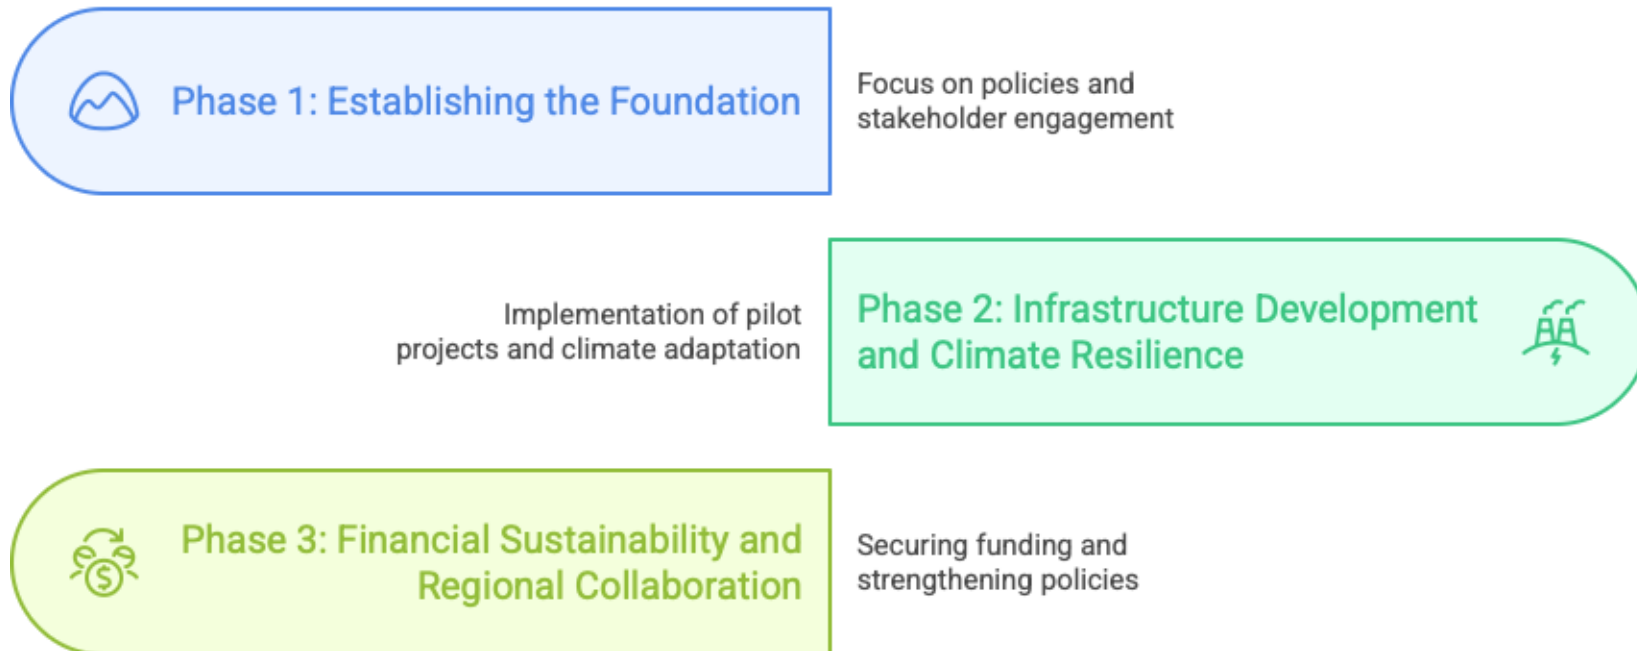 Phase 1: Establishing the Foundation
Focus on policies and
stakeholder engagement
Implementation of pilot
projects and climate adaptation
Phase 2: Infrastructure Development
and Climate Resilience
Phase 3: Financial Sustainability and
Regional Collaboration
Securing funding and
strengthening policies